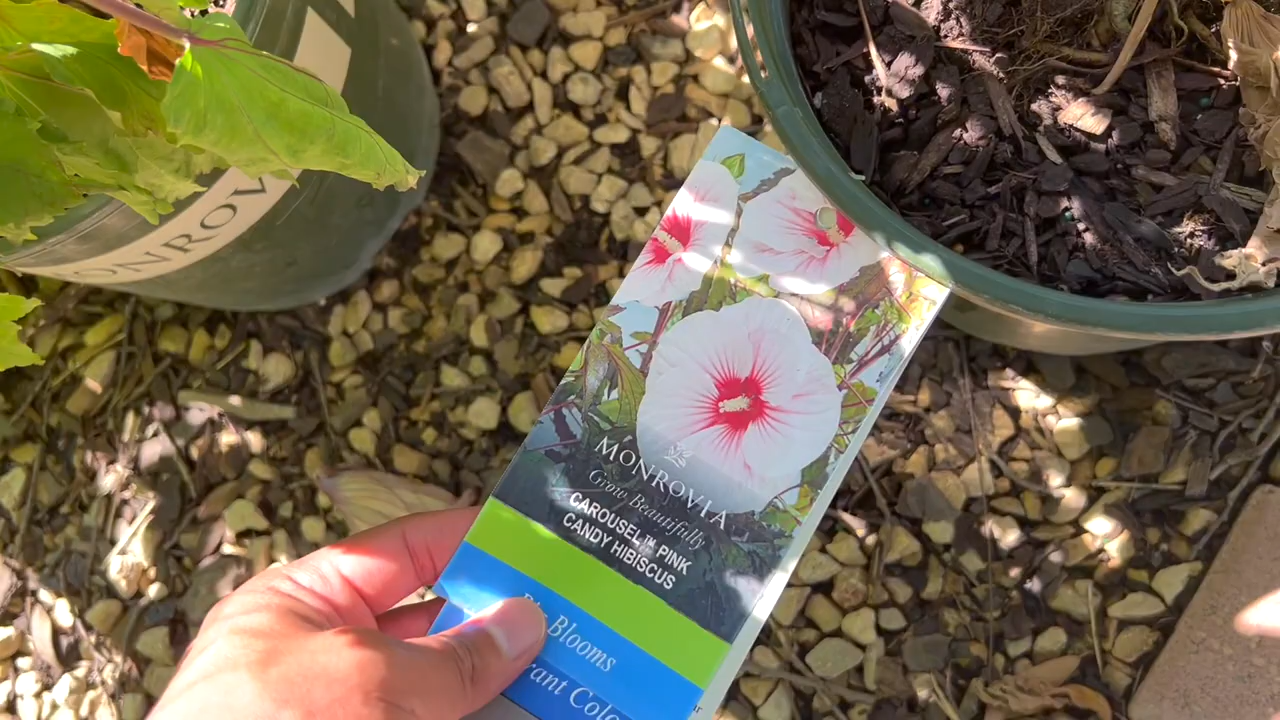 MONROVIA
Grow Beautifully
CAROUSEL™ PINK
CANDY HIBISCUS
Blooms